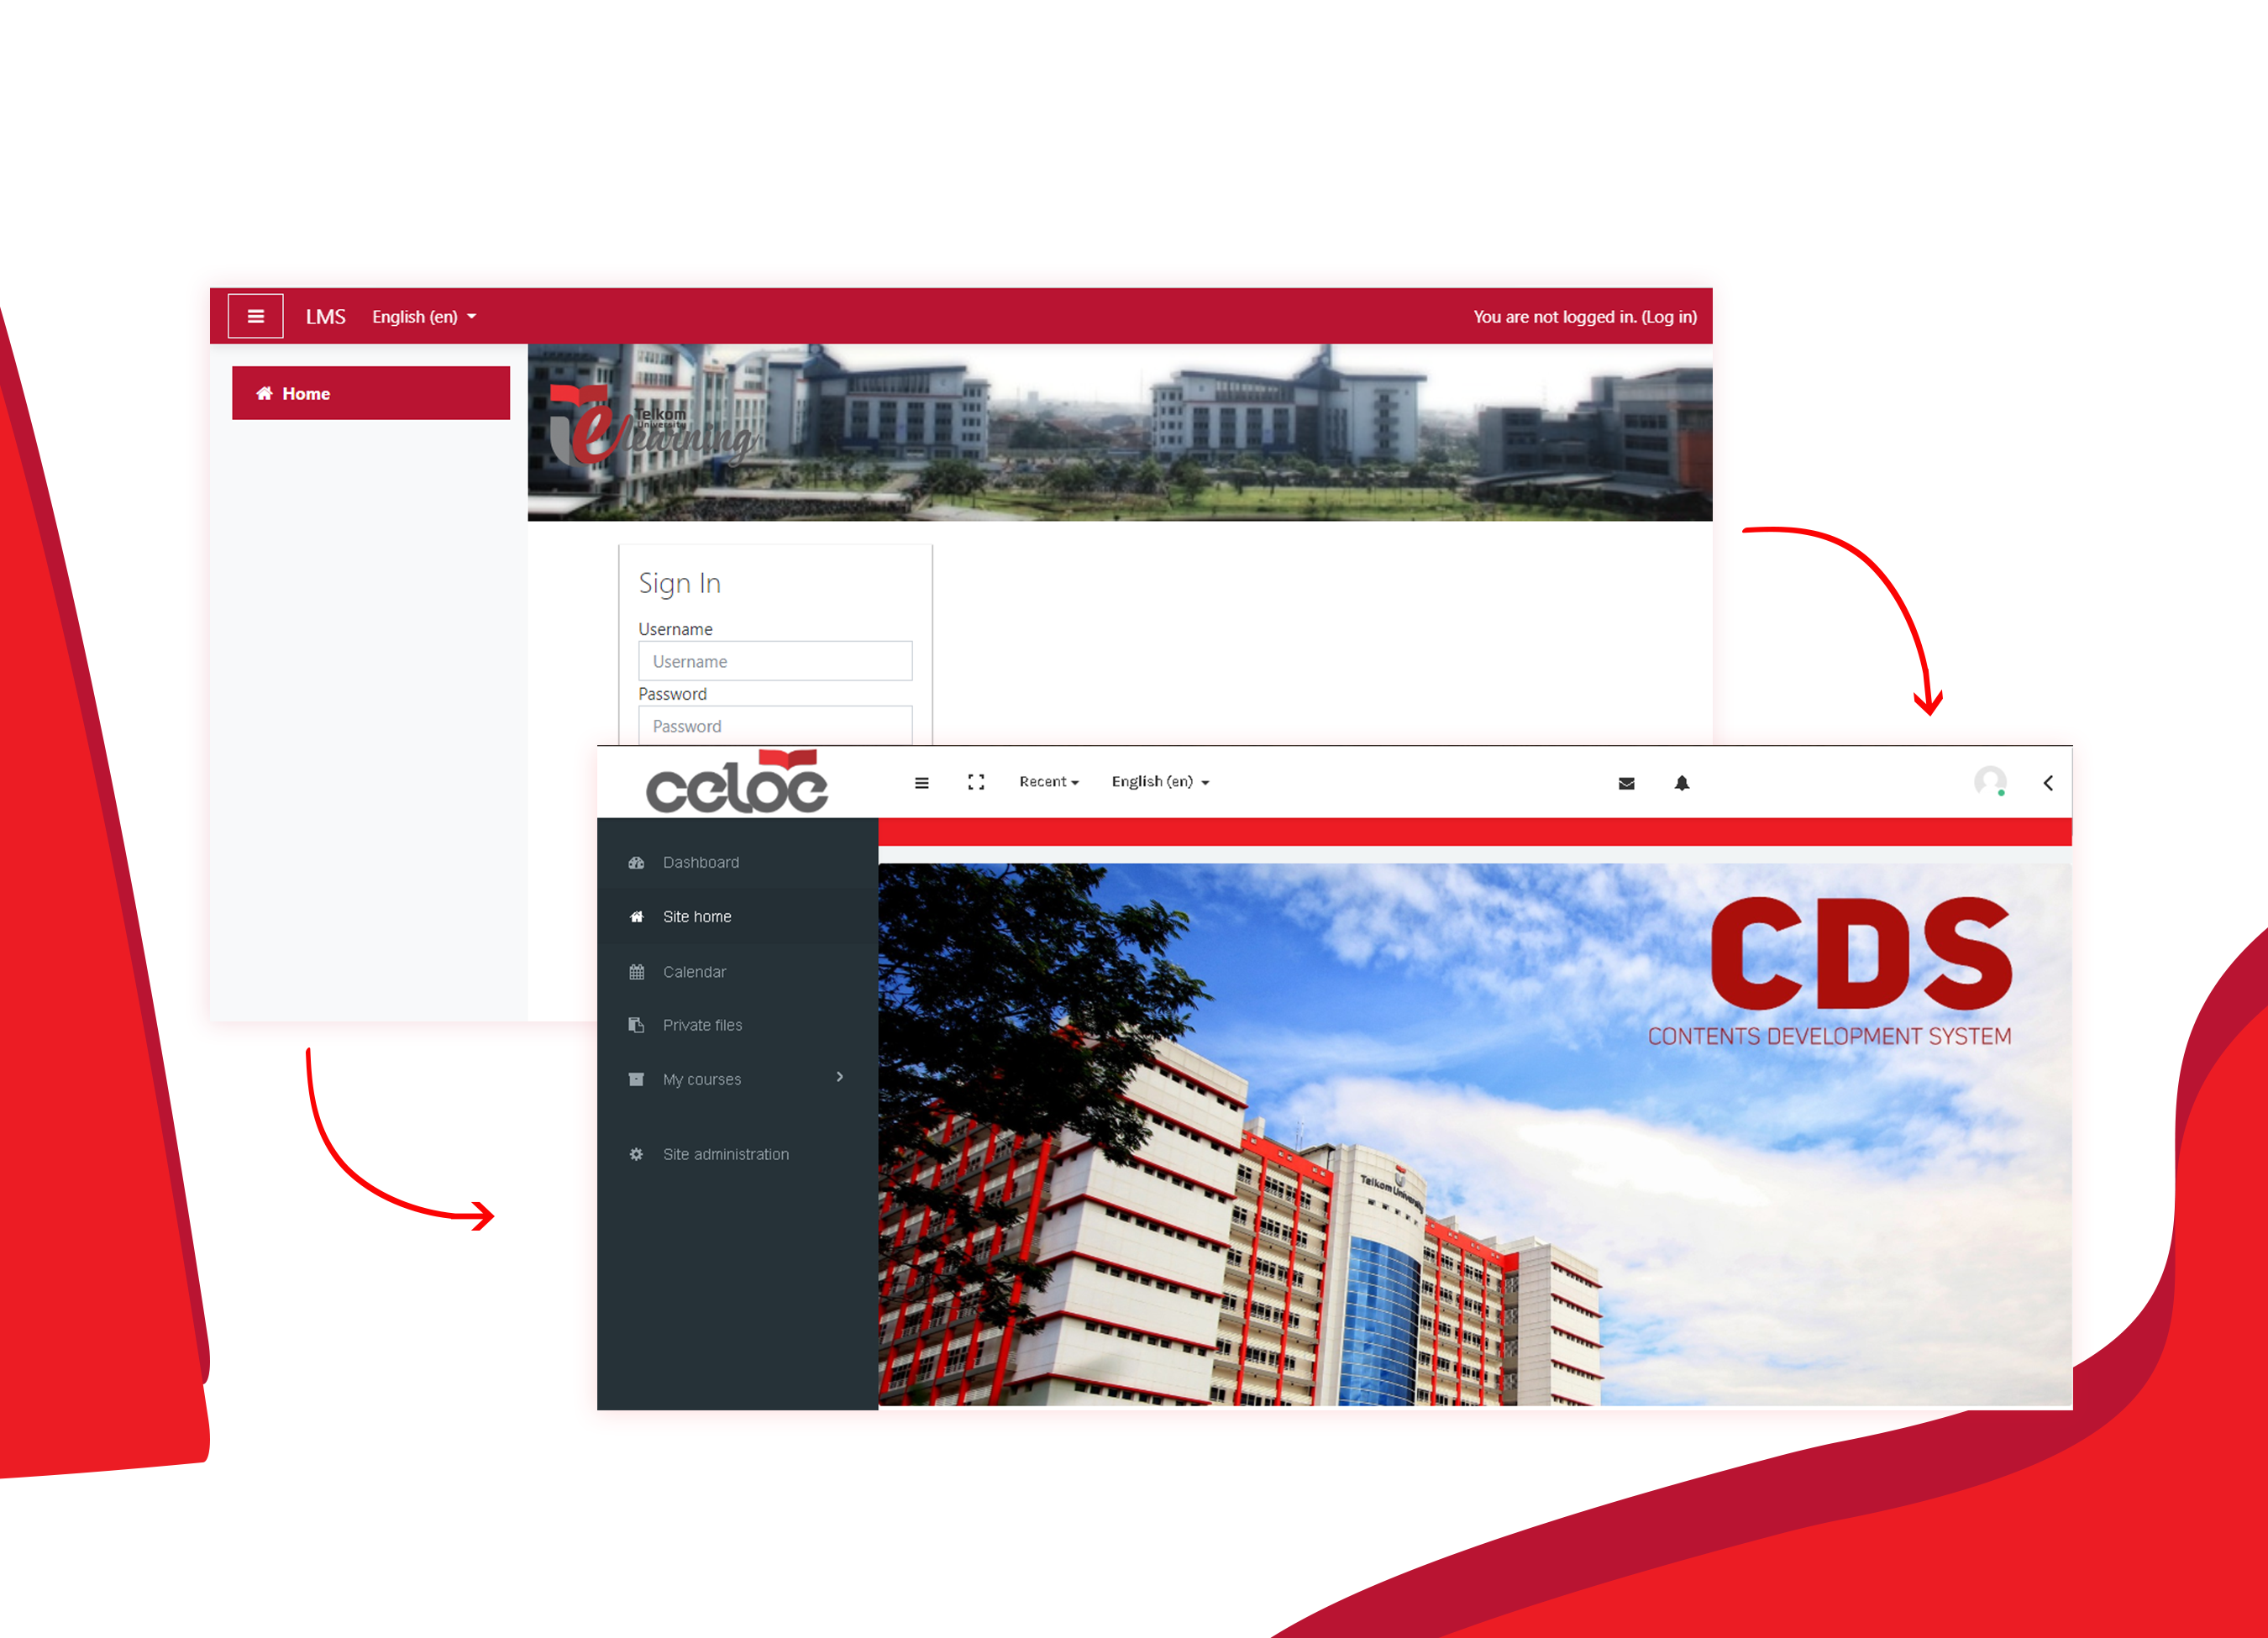 LMS English (en) You are not logged in. (Log in)
Home
Telkom
University
elearning
Sign In
Username
Username
Password
Password
celoe Recent English (en)
Dashboard
Site home
Calendar
Private files
My courses
Site administration
CDS
CONTENTS DEVELOPMENT SYSTEM
Telkom University